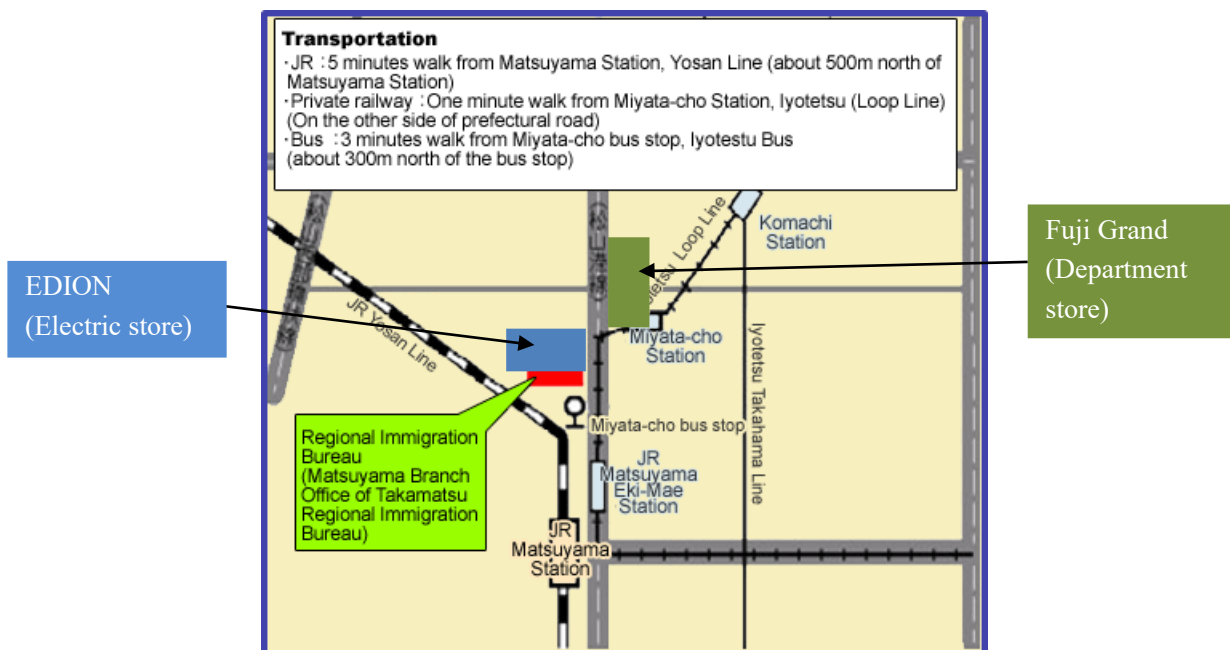 Transportation
·JR :5 minutes walk from Matsuyama Station, Yosan Line (about 500m north of
Matsuyama Station)
·Private railway :One minute walk from Miyata-cho Station, Iyotetsu (Loop Line)
(On the other side of prefectural road)
·Bus :3 minutes walk from Miyata-cho bus stop, Iyotestu Bus
(about 300m north of the bus stop)
Komachi
Station
Fuji Grand
(Department
store)
EDION
(Electric store)
Loop Line
JR Yosan Line
Miyata-cho
Station
Iyotetsu Takahama Line
Miyata-cho bus stop
Regional Immigration
Bureau
(Matsuyama Branch
Office of Takamatsu
Regional Immigration
Bureau)
JR
Matsuyama
Eki-Mae
Station
JR
Matsuyama
Station